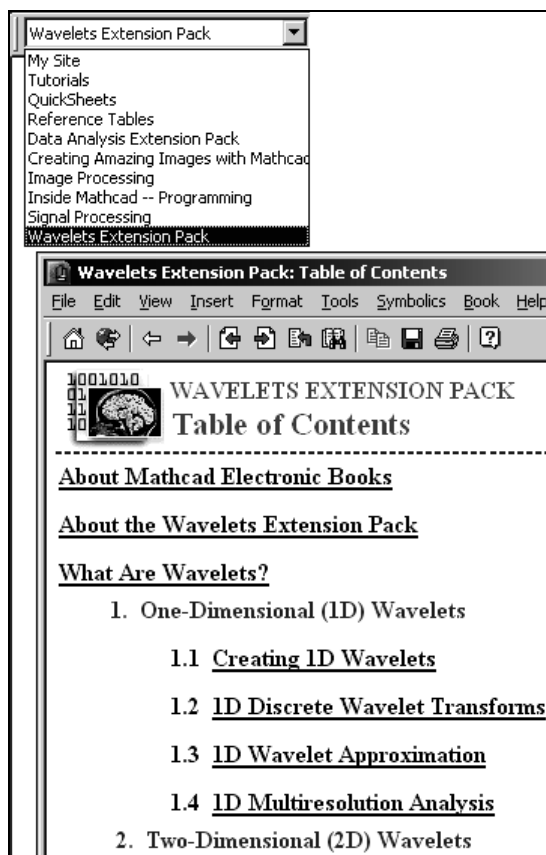 Wavelets Extension Pack
My Site
Tutorials
QuickSheets
Reference Tables
Data Analysis Extension Pack
Creating Amazing Images with Mathcad
Image Processing
Inside Mathcad -- Programming
Signal Processing
Wavelets Extension Pack
Wavelets Extension Pack: Table of Contents
File Edit View Insert Format Tools Symbolics Book Help
1001010
01
11
10
WAVELETS EXTENSION PACK
Table of Contents
About Mathcad Electronic Books
About the Wavelets Extension Pack
What Are Wavelets?
1. One-Dimensional (1D) Wavelets
1.1 Creating 1D Wavelets
1.2 1D Discrete Wavelet Transforms
1.3 1D Wavelet Approximation
1.4 1D Multiresolution Analysis
2. Two-Dimensional (2D) Wavelets